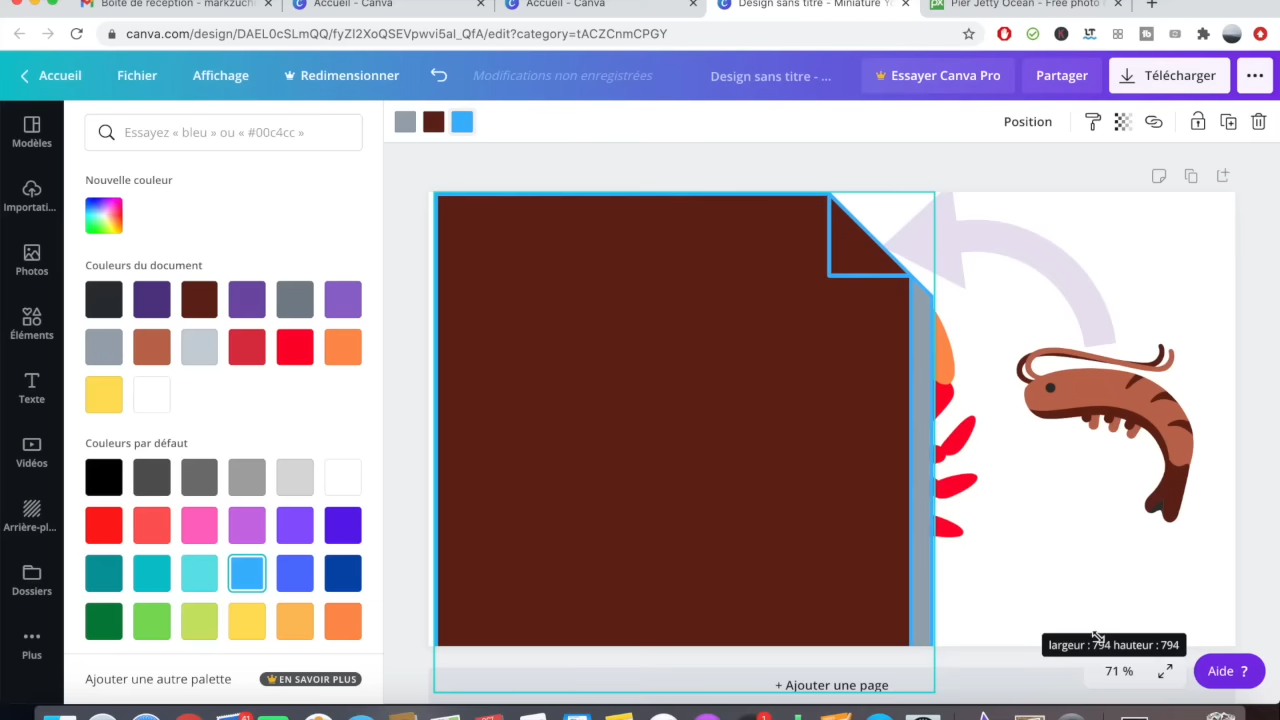 Boîte de réception - markzuch
Accueil - Canva
Accueil - Canva
Design sans titre - Miniature Yo
Pier Jetty Ocean - Free photo
canva.com/design/DAEL0cSLmQQ/fyZI2XoQSEVpwvi5al_QfA/edit?category=tACZCnmCPGY
Accueil
Fichier
Affichage
Redimensionner
Modifications non enregistrées
Design sans titre - ...
Essayer Canva Pro
Partager
Télécharger
Modèles
Importati...
Photos
Éléments
Texte
Vidéos
Arrière-pl...
Dossiers
Plus
Essayez « bleu » ou « #00c4cc »
Nouvelle couleur
Couleurs du document
Couleurs par défaut
Ajouter une autre palette
EN SAVOIR PLUS
Position
largeur : 794 hauteur : 794
71 %
Aide ?
+ Ajouter une page